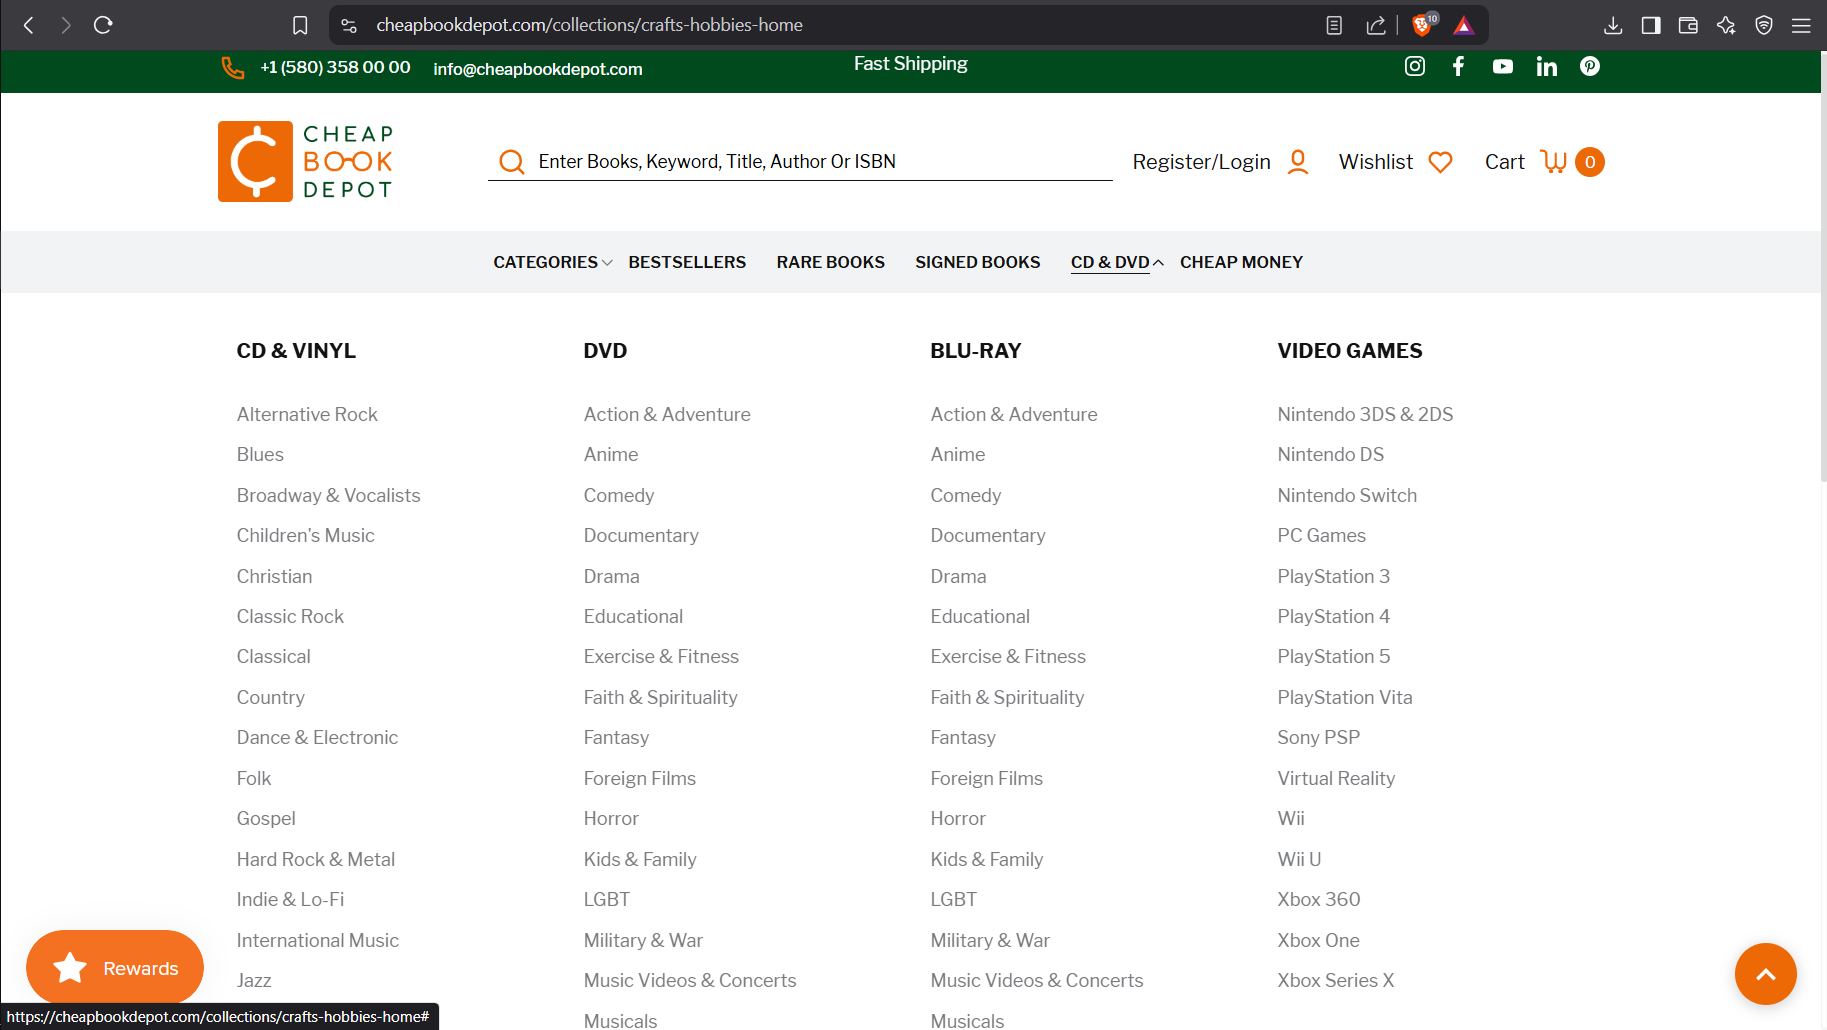 cheapbookdepot.com/collections/crafts-hobbies-home
10
+1 (580) 358 00 00
info@cheapbookdepot.com
Fast Shipping
CHEAP
BOOK
DEPOT
Enter Books, Keyword, Title, Author Or ISBN
Register/Login
Wishlist
Cart
0
CATEGORIES
BESTSELLERS
RARE BOOKS
SIGNED BOOKS
CD & DVD
CHEAP MONEY
CD & VINYL
Alternative Rock
Blues
Broadway & Vocalists
Children's Music
Christian
Classic Rock
Classical
Country
Dance & Electronic
Folk
Gospel
Hard Rock & Metal
Indie & Lo-Fi
International Music
Jazz
DVD
Action & Adventure
Anime
Comedy
Documentary
Drama
Educational
Exercise & Fitness
Faith & Spirituality
Fantasy
Foreign Films
Horror
Kids & Family
LGBT
Military & War
Music Videos & Concerts
Musicals
BLU-RAY
Action & Adventure
Anime
Comedy
Documentary
Drama
Educational
Exercise & Fitness
Faith & Spirituality
Fantasy
Foreign Films
Horror
Kids & Family
LGBT
Military & War
Music Videos & Concerts
Musicals
VIDEO GAMES
Nintendo 3DS & 2DS
Nintendo DS
Nintendo Switch
PC Games
PlayStation 3
PlayStation 4
PlayStation 5
PlayStation Vita
Sony PSP
Virtual Reality
Wii
Wii U
Xbox 360
Xbox One
Xbox Series X
Rewards
https://cheapbookdepot.com/collections/crafts-hobbies-home#